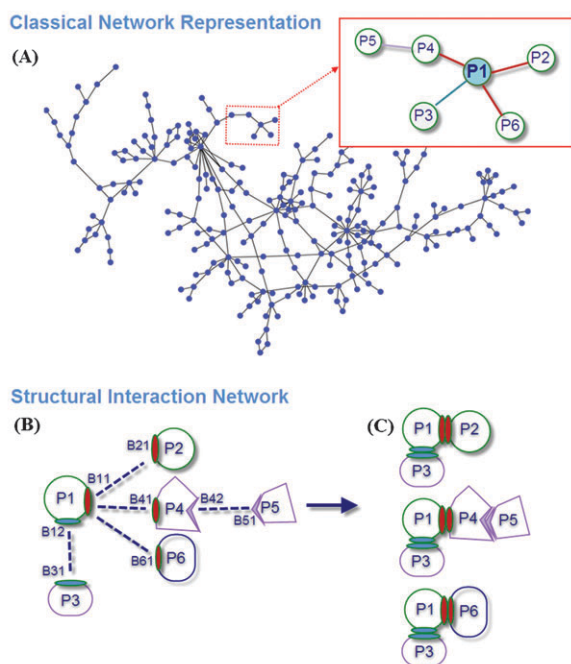 Classical Network Representation
(A)
P5
P4
P1
P2
P3
P6
Structural Interaction Network
(B)
(C)
B21
P2
B11
P1
B12
B41
P4
B42
B51
P5
B61
P6
B31
P3
P1
P2
P3
P1
P4
P5
P3
P1
P6
P3